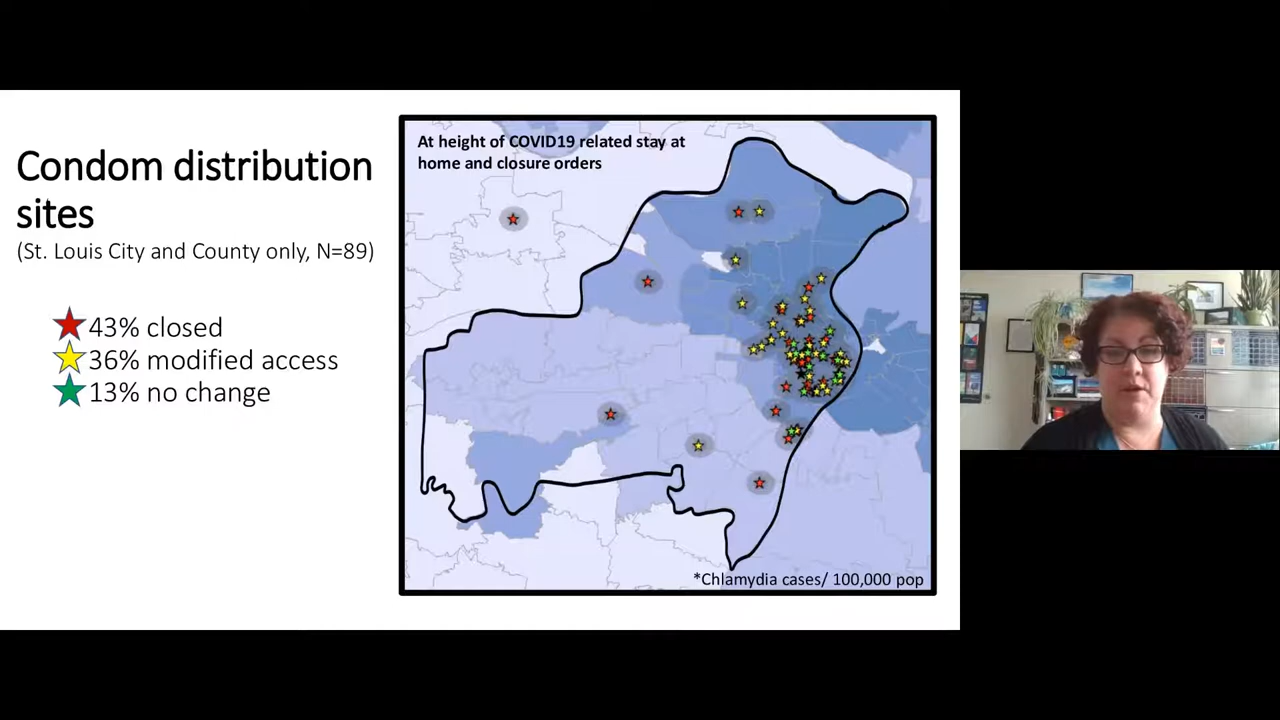 Condom distribution
sites
(St. Louis City and County only, N=89)
43% closed
36% modified access
13% no change
At height of COVID19 related stay at
home and closure orders
*Chlamydia cases/ 100,000 pop